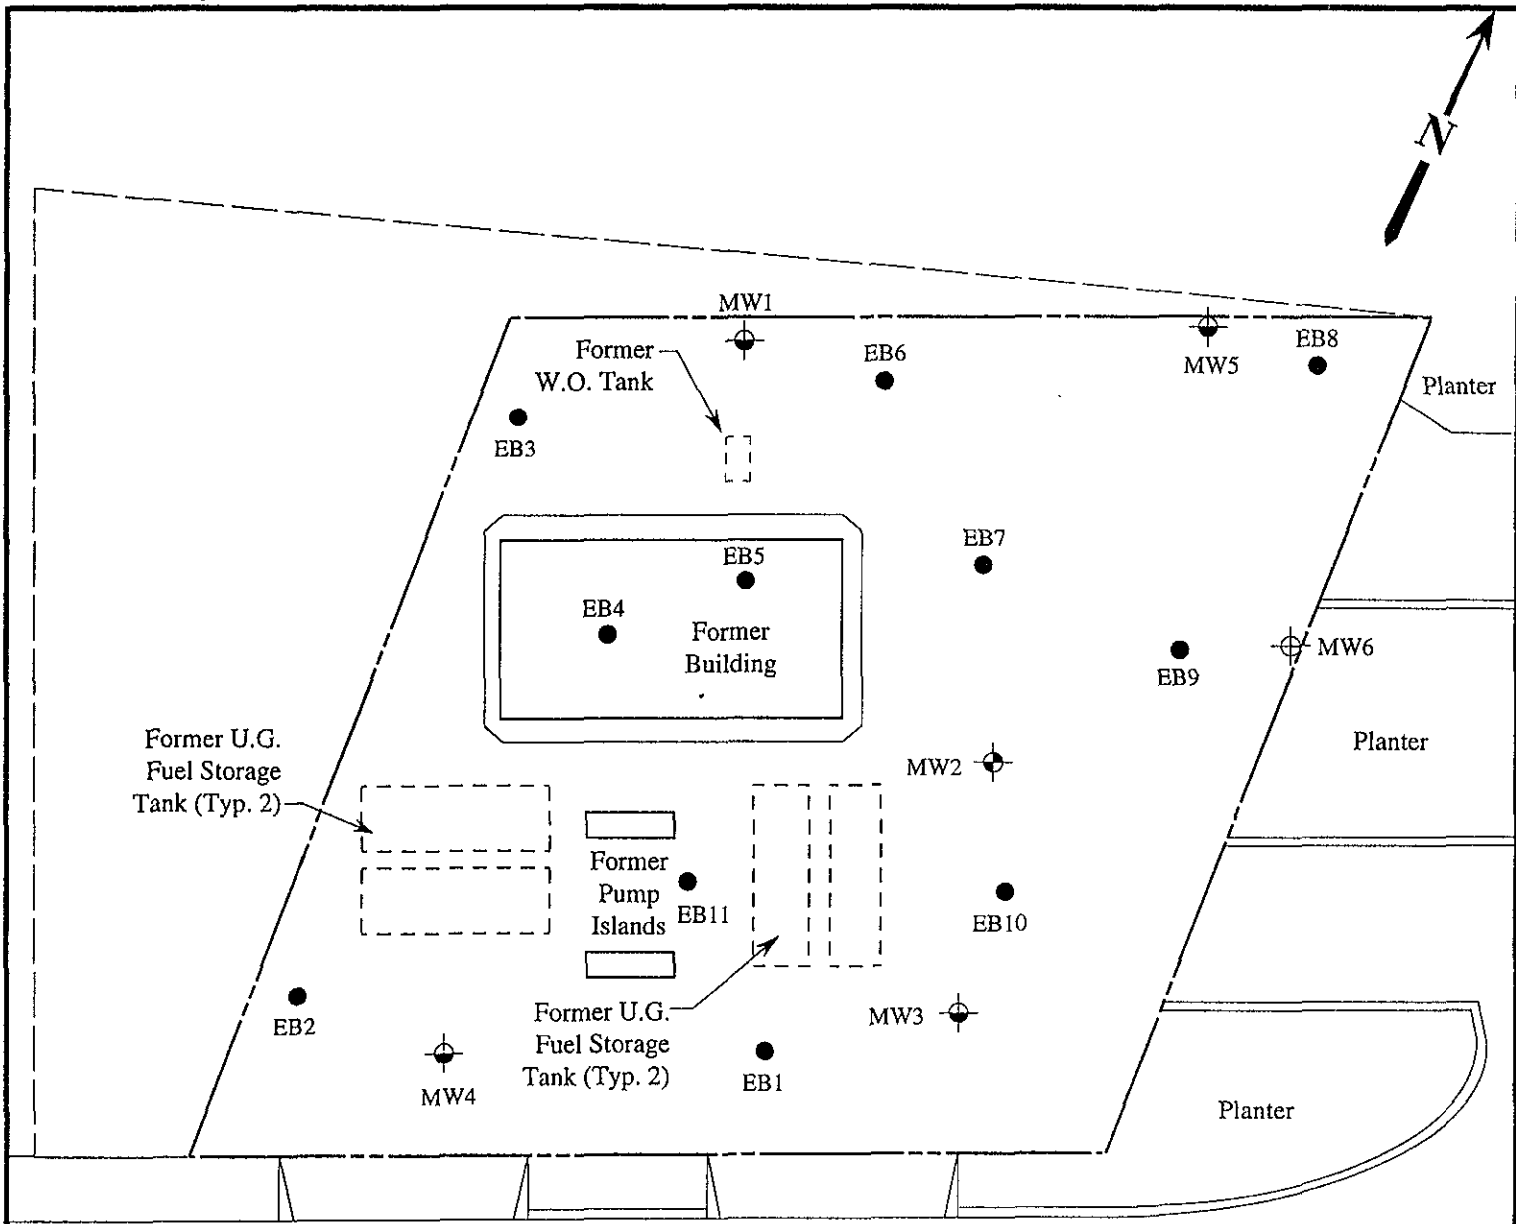 N
MW1
Former
W.O. Tank
EB6
MW5
EB8
Planter
EB3
EB5
EB7
EB4
Former
Building
MW6
EB9
Former U.G.
Fuel Storage
Tank (Typ. 2)
MW2
Planter
Former
Pump
Islands
EB11
EB10
EB2
Former U.G.
Fuel Storage
Tank (Typ. 2)
MW3
MW4
EB1
Planter